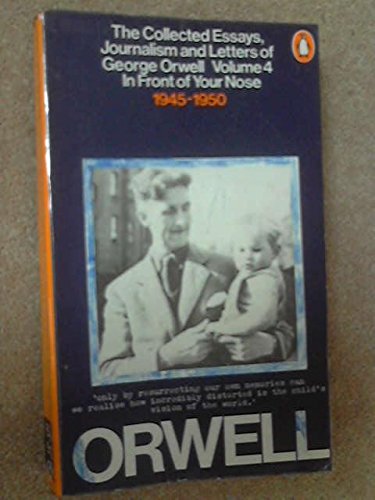 The Collected Essays,
Journalism and Letters of
George Orwell Volume 4
In Front of Your Nose
1945-1950
'only by resurrecting our own memories can
we realise how incredibly distorted is the child's
vision of the world.'
ORWELL